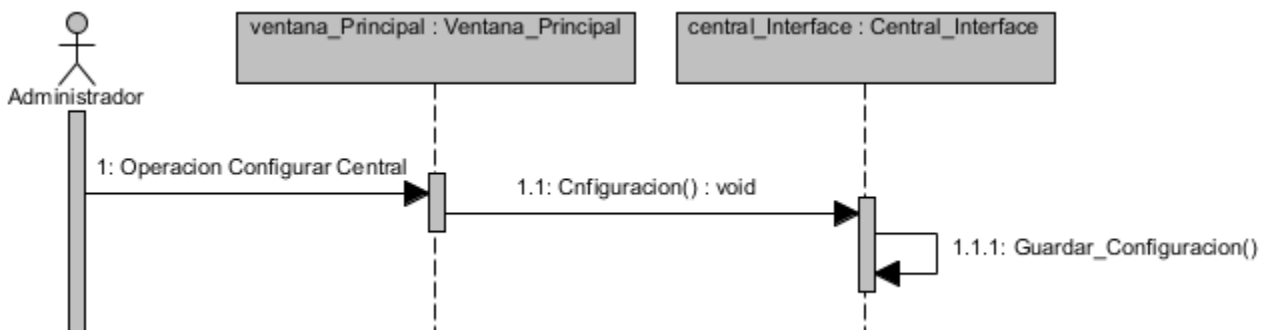 ventana_Principal : Ventana_Principal
central_Interface : Central_Interface
Administrador
1: Operacion Configurar Central
1.1: Cnfiguracion() : void
1.1.1: Guardar_Configuracion()